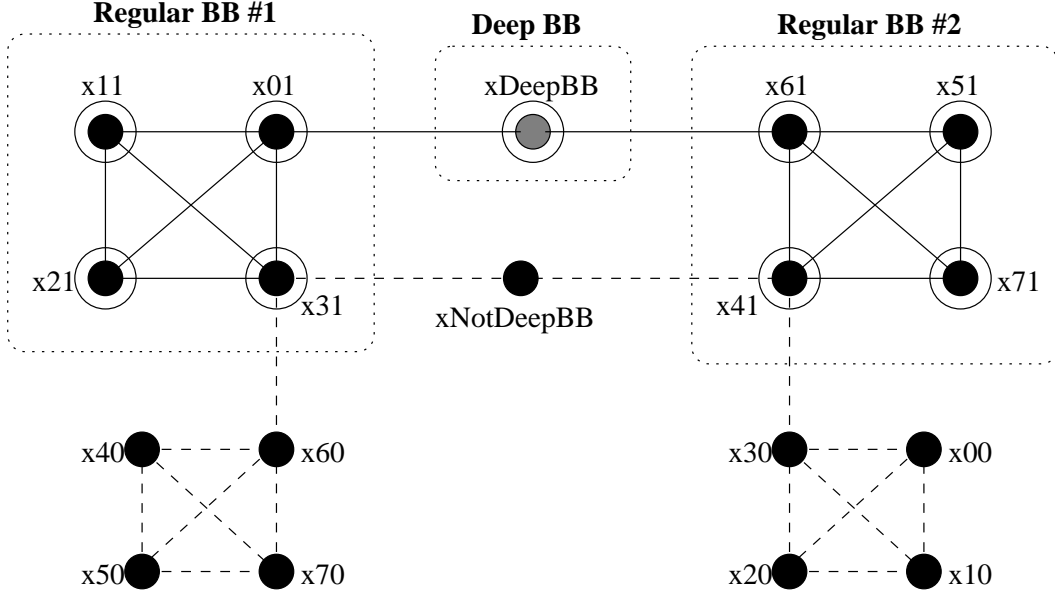 Regular BB #1
Deep BB
Regular BB #2
x11
x01
xDeepBB
x61
x51
x21
x31
xNotDeepBB
x41
x71
x40
x60
x30
x00
x50
x70
x20
x10